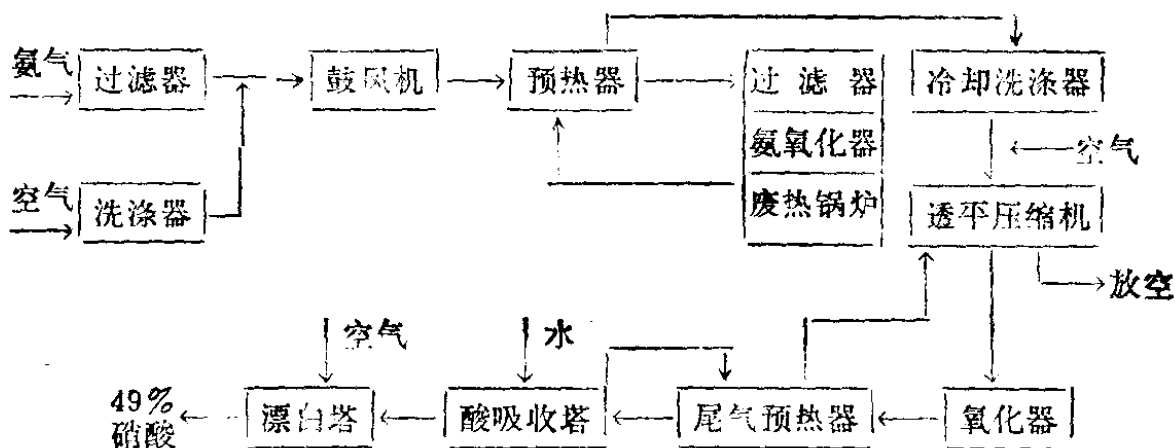 氨气
过滤器
鼓风机
预热器
过滤器
冷却洗涤器
氨氧化器
空气
空气
洗涤器
废热锅炉
透平压缩机
放空
空气
水
49%
硝酸
漂白塔
酸吸收塔
尾气预热器
氧化器